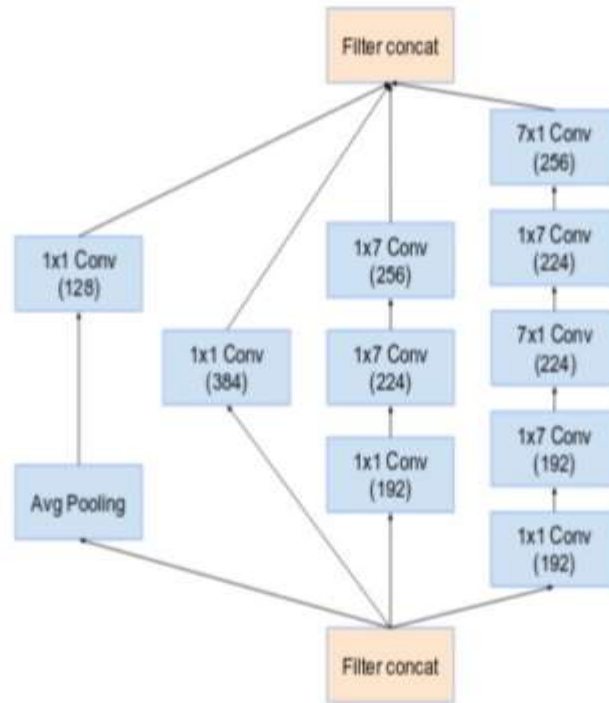 Filter concat
7x1 Conv
(256)
1x1 Conv
(128)
1x7 Conv
(256)
1x7 Conv
(224)
1x1 Conv
(384)
1x7 Conv
(224)
7x1 Conv
(224)
Avg Pooling
1x1 Conv
(192)
1x7 Conv
(192)
1x1 Conv
(192)
Filter concat